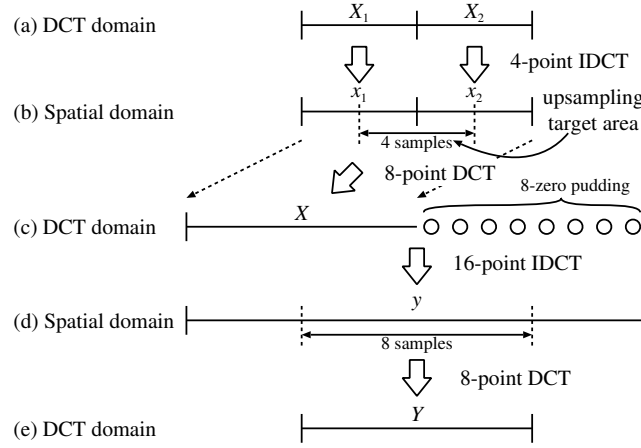 (a) DCT domain
X₁
X₂
4-point IDCT
(b) Spatial domain
x₁
x₂
upsampling
target area
4 samples
8-point DCT
8-zero pudding
(c) DCT domain
X
16-point IDCT
(d) Spatial domain
y
8 samples
8-point DCT
(e) DCT domain
Y